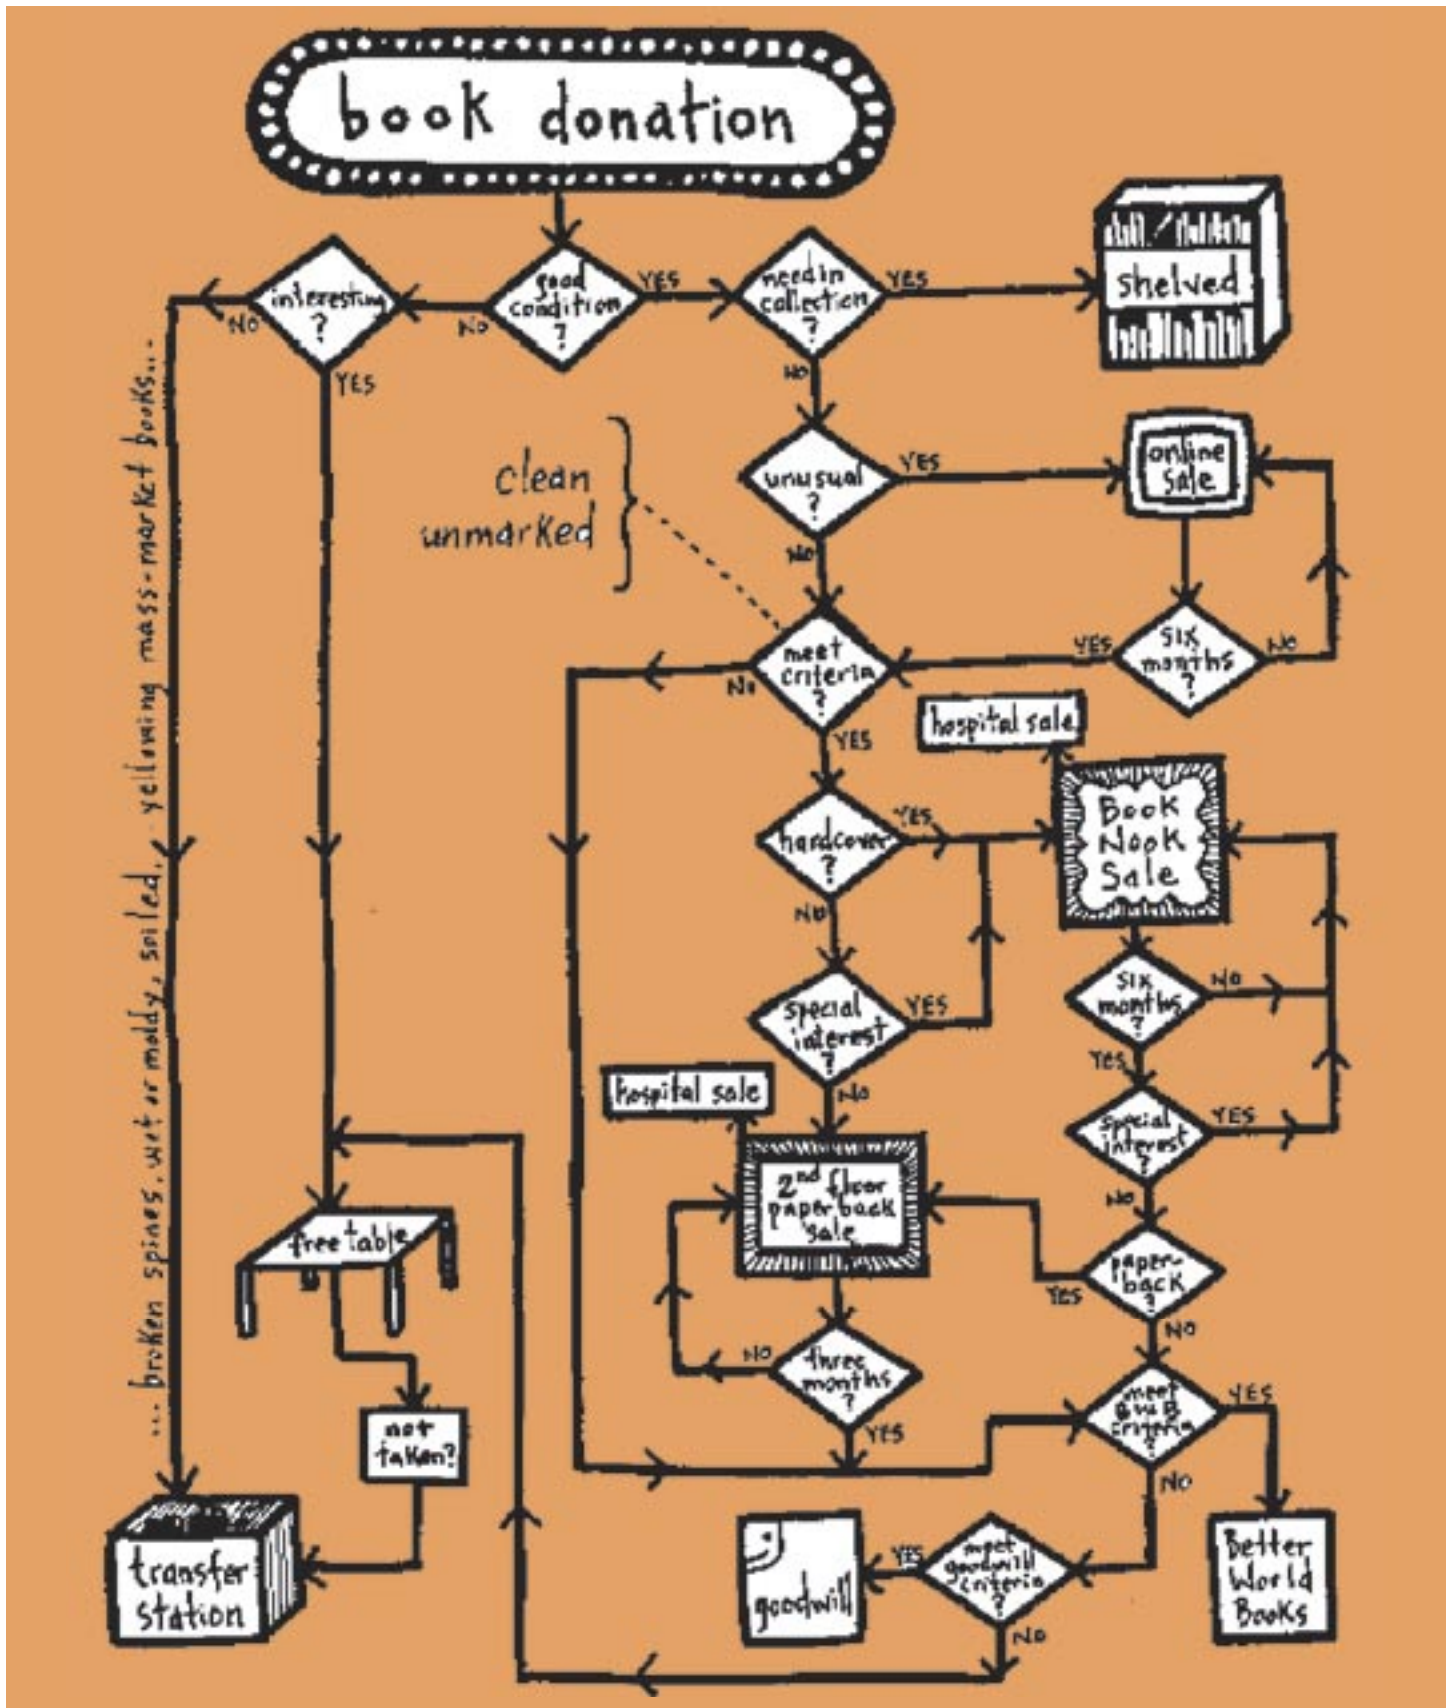 book donation
interesting
?
NO
YES
good
condition
?
NO
YES
need in
collection
?
YES
NO
shelved
unusual
?
YES
NO
online
sale
clean
unmarked
meet
criteria
?
NO
YES
six
months
?
YES
NO
hospital sale
hardcover
?
YES
NO
Book
Nook
Sale
special
interest
?
YES
NO
six
months
?
NO
YES
hospital sale
2nd floor
paperback
sale
special
interest
?
YES
NO
paper-
back
?
YES
NO
three
months
?
NO
YES
meet
BWB
criteria
?
YES
NO
free table
not
taken?
transfer
station
... broken spines, wet or moldy, soiled, yellowing mass-market books...
goodwill
meet
goodwill
criteria
?
YES
NO
Better
World
Books